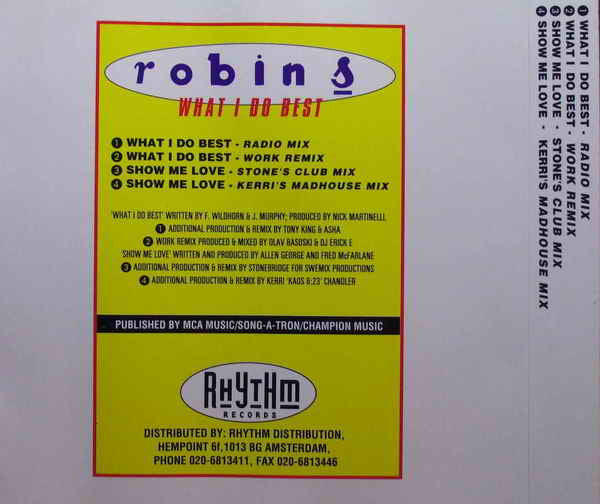 robin s
WHAT I DO BEST
1 WHAT I DO BEST - RADIO MIX
2 WHAT I DO BEST - WORK REMIX
3 SHOW ME LOVE - STONE'S CLUB MIX
4 SHOW ME LOVE - KERRI'S MADHOUSE MIX
'WHAT I DO BEST' WRITTEN BY F. WILDHORN & J. MURPHY; PRODUCED BY NICK MARTINELLI.
1 ADDITIONAL PRODUCTION & REMIX BY TONY KING & ASHA
2 WORK REMIX PRODUCED & MIXED BY OLAV BASOSKI & DJ ERICK E
'SHOW ME LOVE' WRITTEN AND PRODUCED BY ALLEN GEORGE AND FRED McFARLANE
3 ADDITIONAL PRODUCTION & REMIX BY STONEBRIDGE FOR SWEMIX PRODUCTIONS
4 ADDITIONAL PRODUCTION & REMIX BY KERRI 'KAOS 6:23' CHANDLER
PUBLISHED BY MCA MUSIC/SONG-A-TRON/CHAMPION MUSIC
RHYTHM
RECORDS
DISTRIBUTED BY: RHYTHM DISTRIBUTION,
HEMPOINT 6f,1013 BG AMSTERDAM,
PHONE 020-6813411, FAX 020-6813446
1 WHAT I DO BEST - RADIO MIX
2 WHAT I DO BEST - WORK REMIX
3 SHOW ME LOVE - STONE'S CLUB MIX
4 SHOW ME LOVE - KERRI'S MADHOUSE MIX